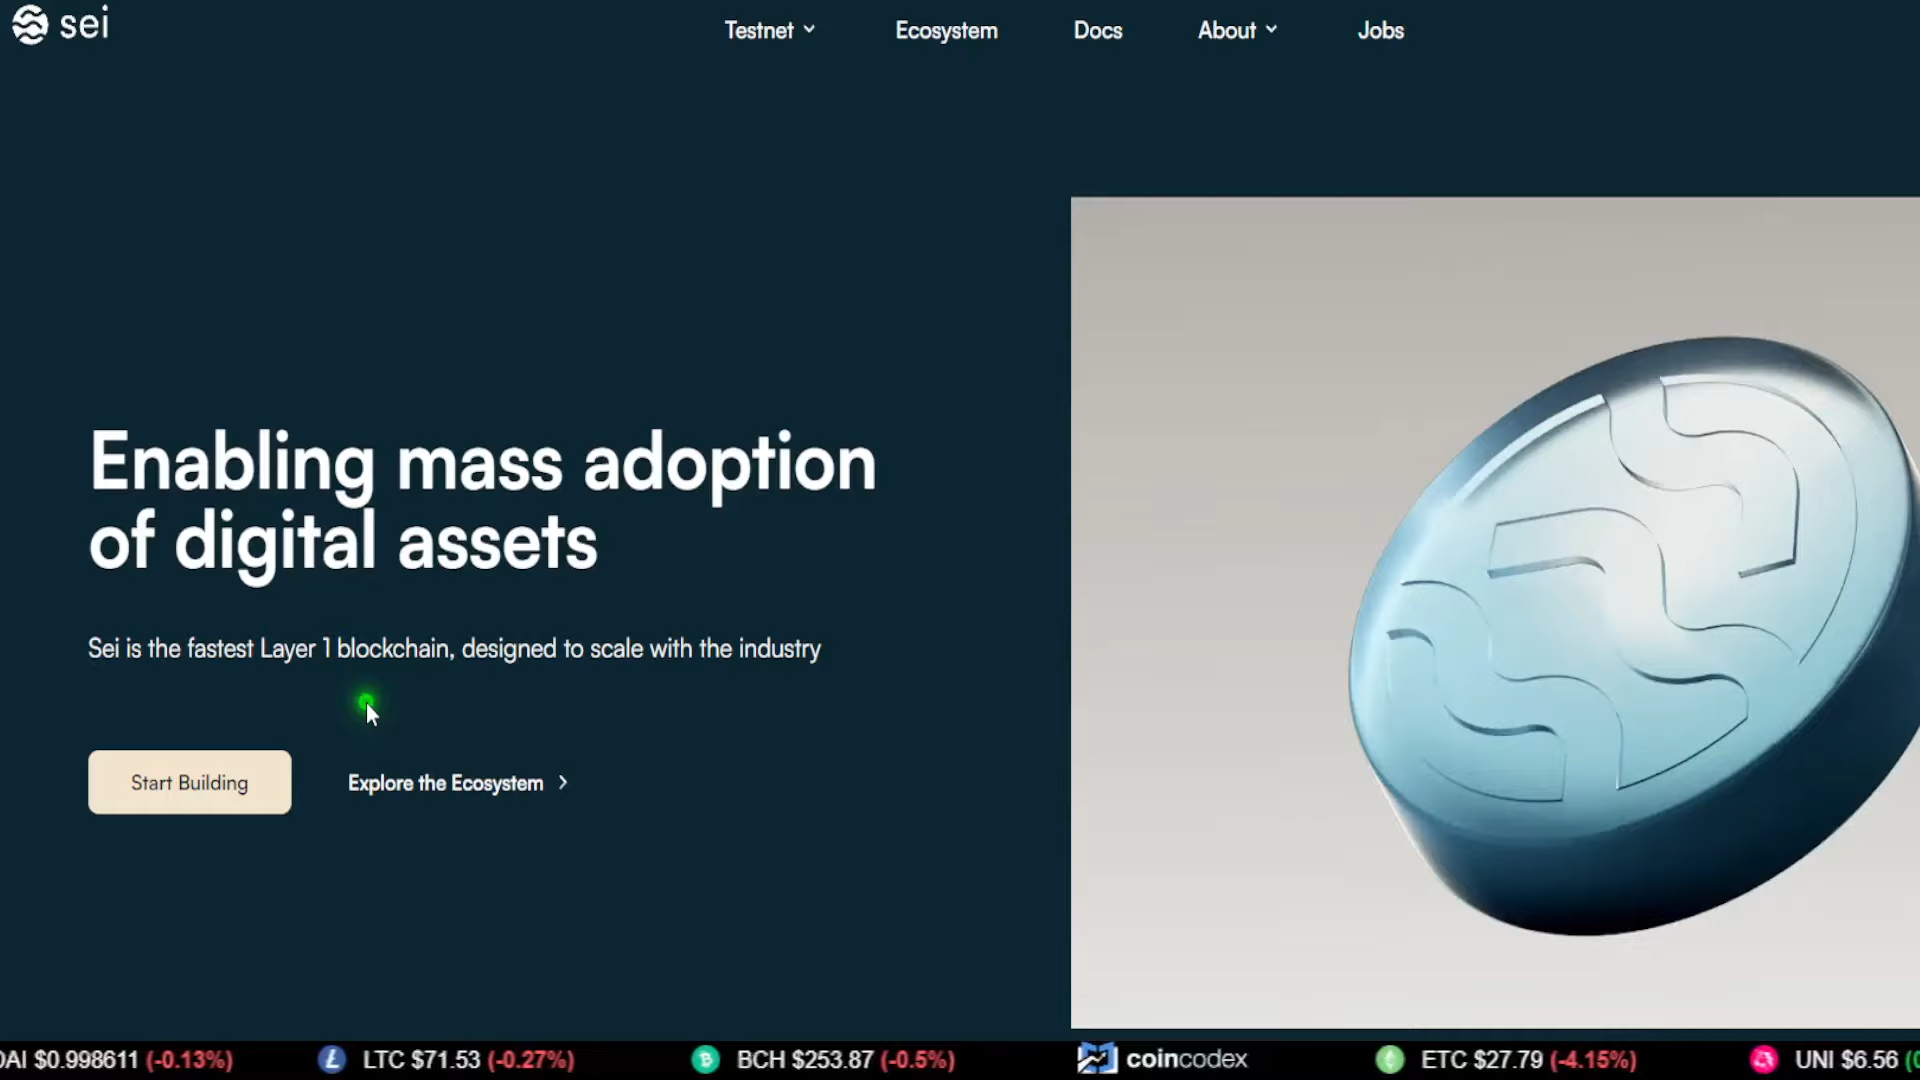 sei
Testnet
Ecosystem
Docs
About
Jobs
Enabling mass adoption
of digital assets
Sei is the fastest Layer 1 blockchain, designed to scale with the industry
Start Building
Explore the Ecosystem
$0.998611 (-0.13%)
LTC $71.53 (-0.27%)
BCH $253.87 (-0.5%)
coincodex
ETC $27.79 (-4.15%)
UNI $6.56